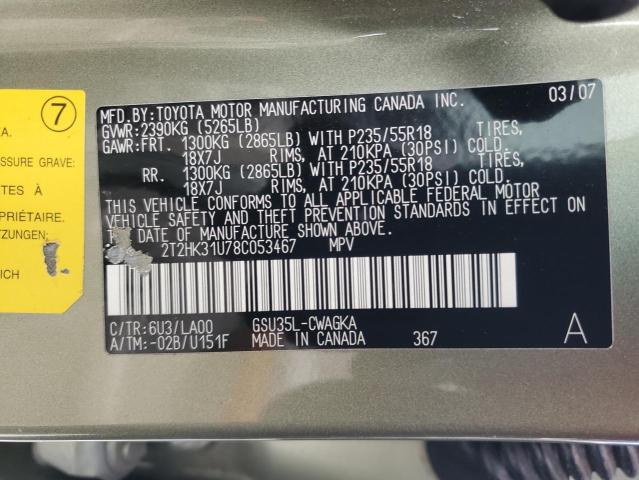 7
EA.
ESSURE GRAVE:
TES À
PROPRIÉTAIRE.
TZUNGEN:
ICH
MFD.BY:TOYOTA MOTOR MANUFACTURING CANADA INC. 03/07
GVWR:2390KG (5265LB)
GAWR:FRT. 1300KG (2865LB) WITH P235/55R18 TIRES,
18X7J RIMS, AT 210KPA (30PSI) COLD.
RR. 1300KG (2865LB) WITH P235/55R18 TIRES,
18X7J RIMS, AT 210KPA (30PSI) COLD.
THIS VEHICLE CONFORMS TO ALL APPLICABLE FEDERAL MOTOR
VEHICLE SAFETY AND THEFT PREVENTION STANDARDS IN EFFECT ON
DATE OF MANUFACTURE SHOWN ABOVE.
2T2HK31U78C053467 MPV
C/TR:6U3/LA00 GSU35L-CWAGKA
A/TM:-02B/U151F MADE IN CANADA 367 A